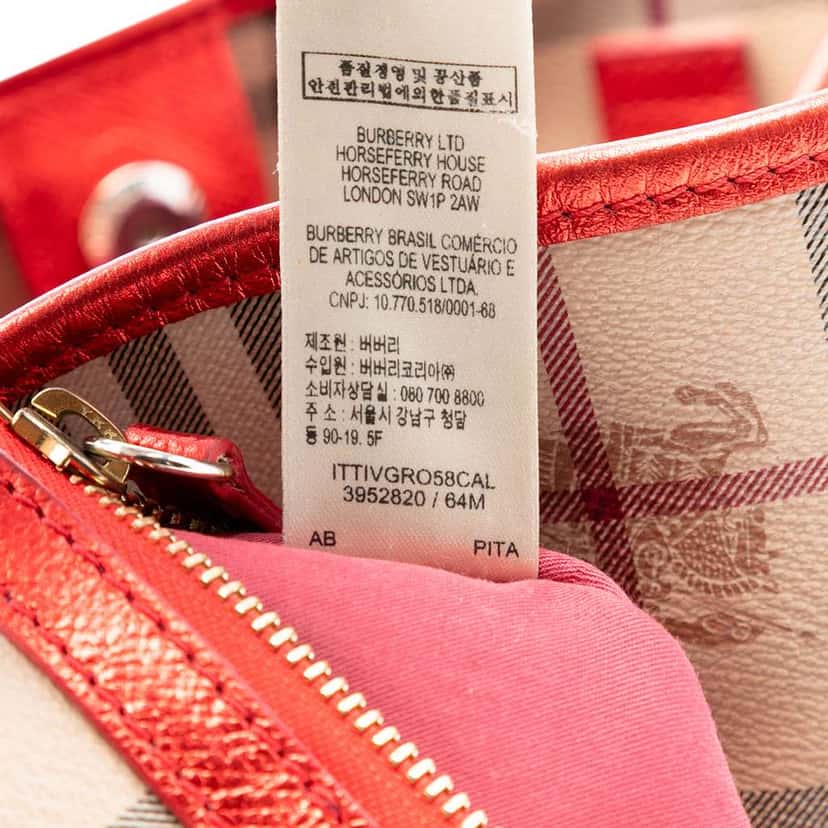 품질경영 및 공산품
안전관리법에의한품질표시
BURBERRY LTD
HORSEFERRY HOUSE
HORSEFERRY ROAD
LONDON SW1P 2AW
BURBERRY BRASIL COMÉRCIO
DE ARTIGOS DE VESTUÁRIO E
ACESSÓRIOS LTDA.
CNPJ: 10.770.518/0001-68
제조원 : 버버리
수입원 : 버버리코리아㈜
소비자상담실 : 080 700 8800
주 소 : 서울시 강남구 청담
동 90-19. 5F
ITTIVGRO58CAL
3952820 / 64M
AB PITA